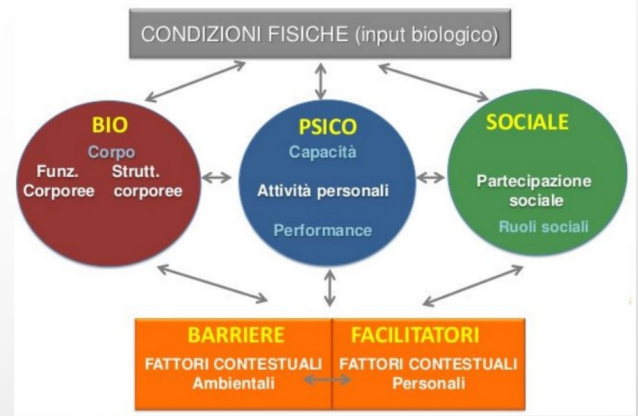 CONDIZIONI FISICHE (input biologico)
BIO
Corpo
Funz. Strutt.
Corporee corporee
PSICO
Capacità
Attività personali
Performance
SOCIALE
Partecipazione
sociale
Ruoli sociali
BARRIERE
FATTORI CONTESTUALI
Ambientali
FACILITATORI
FATTORI CONTESTUALI
Personali